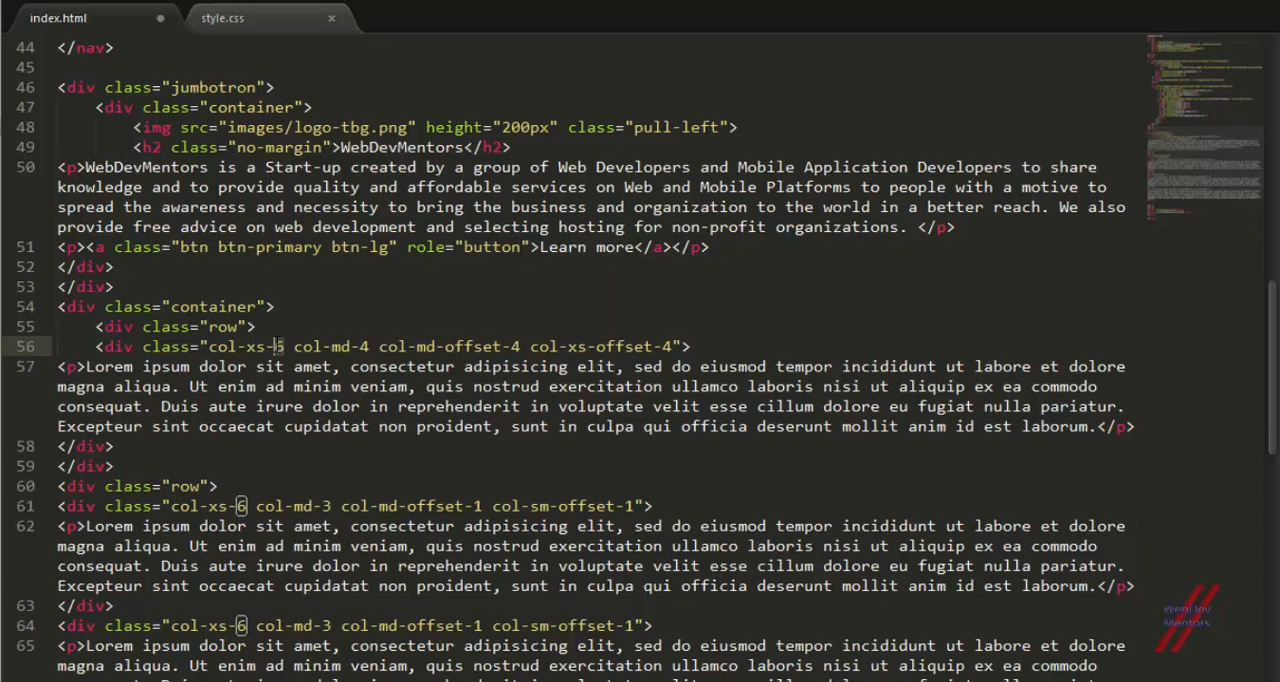 index.html
style.css ×
44 </nav>
45
46 <div class="jumbotron">
47 <div class="container">
48 <img src="images/logo-tbg.png" height="200px" class="pull-left">
49 <h2 class="no-margin">WebDevMentors</h2>
50 <p>WebDevMentors is a Start-up created by a group of Web Developers and Mobile Application Developers to share
knowledge and to provide quality and affordable services on Web and Mobile Platforms to people with a motive to
spread the awareness and necessity to bring the business and organization to the world in a better reach. We also
provide free advice on web development and selecting hosting for non-profit organizations. </p>
51 <p><a class="btn btn-primary btn-lg" role="button">Learn more</a></p>
52 </div>
53 </div>
54 <div class="container">
55 <div class="row">
56 <div class="col-xs-6 col-md-4 col-md-offset-4 col-xs-offset-4">
57 <p>Lorem ipsum dolor sit amet, consectetur adipisicing elit, sed do eiusmod tempor incididunt ut labore et dolore
magna aliqua. Ut enim ad minim veniam, quis nostrud exercitation ullamco laboris nisi ut aliquip ex ea commodo
consequat. Duis aute irure dolor in reprehenderit in voluptate velit esse cillum dolore eu fugiat nulla pariatur.
Excepteur sint occaecat cupidatat non proident, sunt in culpa qui officia deserunt mollit anim id est laborum.</p>
58 </div>
59 </div>
60 <div class="row">
61 <div class="col-xs-6 col-md-3 col-md-offset-1 col-sm-offset-1">
62 <p>Lorem ipsum dolor sit amet, consectetur adipisicing elit, sed do eiusmod tempor incididunt ut labore et dolore
magna aliqua. Ut enim ad minim veniam, quis nostrud exercitation ullamco laboris nisi ut aliquip ex ea commodo
consequat. Duis aute irure dolor in reprehenderit in voluptate velit esse cillum dolore eu fugiat nulla pariatur.
Excepteur sint occaecat cupidatat non proident, sunt in culpa qui officia deserunt mollit anim id est laborum.</p>
63 </div>
64 <div class="col-xs-6 col-md-3 col-md-offset-1 col-sm-offset-1">
65 <p>Lorem ipsum dolor sit amet, consectetur adipisicing elit, sed do eiusmod tempor incididunt ut labore et dolore
magna aliqua. Ut enim ad minim veniam, quis nostrud exercitation ullamco laboris nisi ut aliquip ex ea commodo
WebDev
Mentors